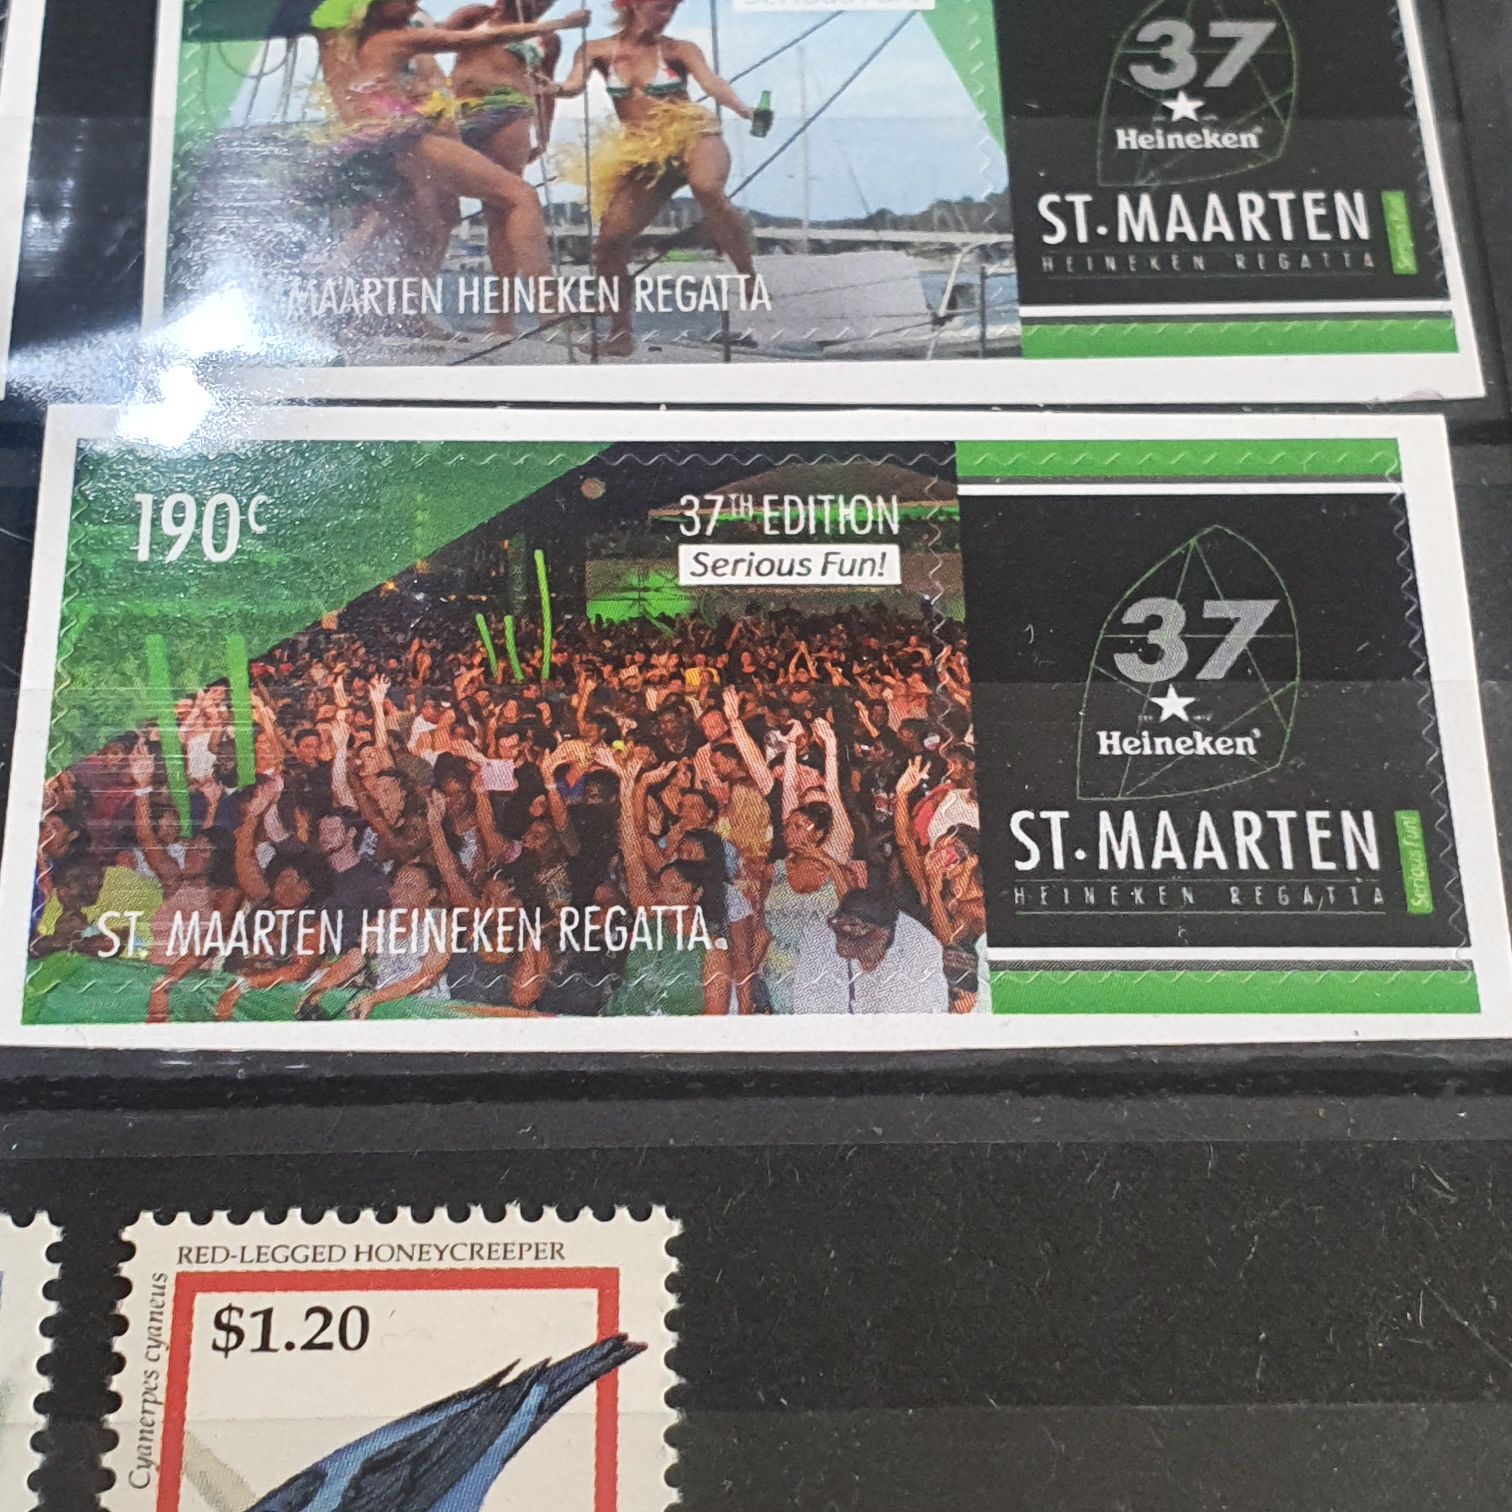 37
Heineken
ST. MAARTEN
HEINEKEN REGATTA
MAARTEN HEINEKEN REGATTA
190c
37TH EDITION
Serious Fun!
37
Heineken
ST. MAARTEN
HEINEKEN REGATTA
Serious Fun!
ST. MAARTEN HEINEKEN REGATTA.
RED-LEGGED HONEYCREEPER
Cyanerpes cyaneus
$1.20